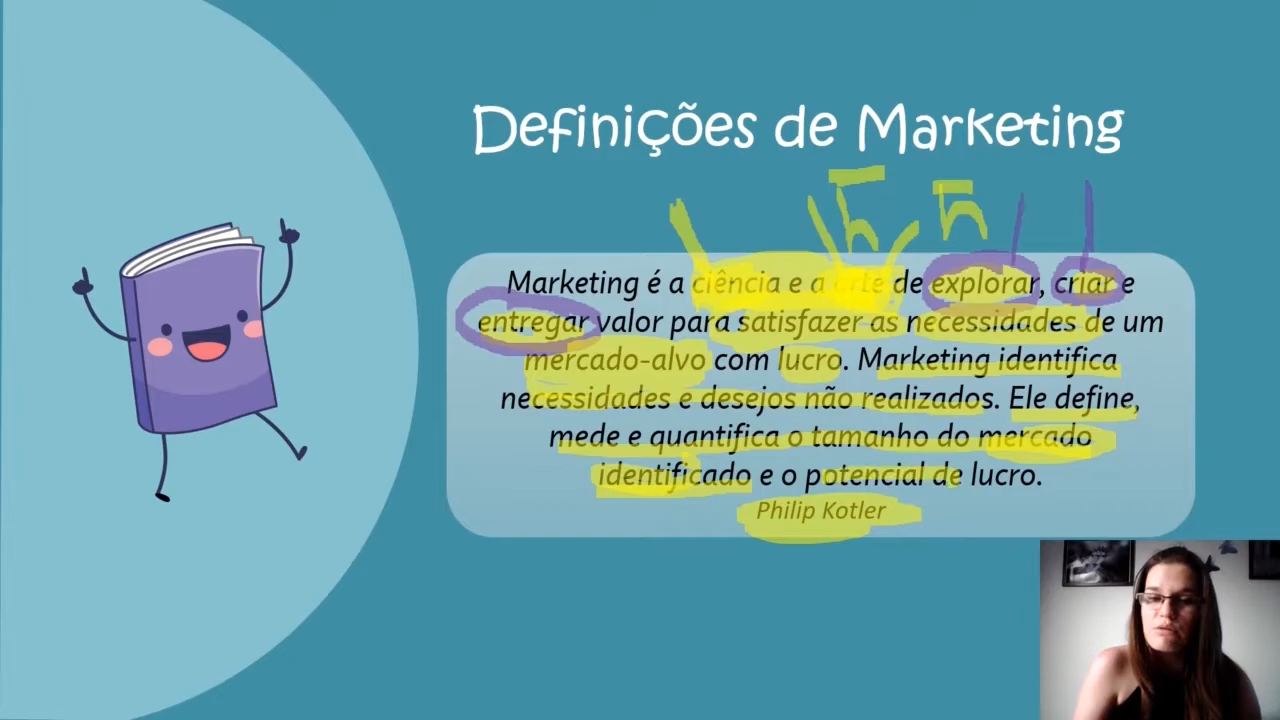 Definições de Marketing
Marketing é a ciência e a arte de explorar, criar e
entregar valor para satisfazer as necessidades de um
mercado-alvo com lucro. Marketing identifica
necessidades e desejos não realizados. Ele define,
mede e quantifica o tamanho do mercado
identificado e o potencial de lucro.
Philip Kotler